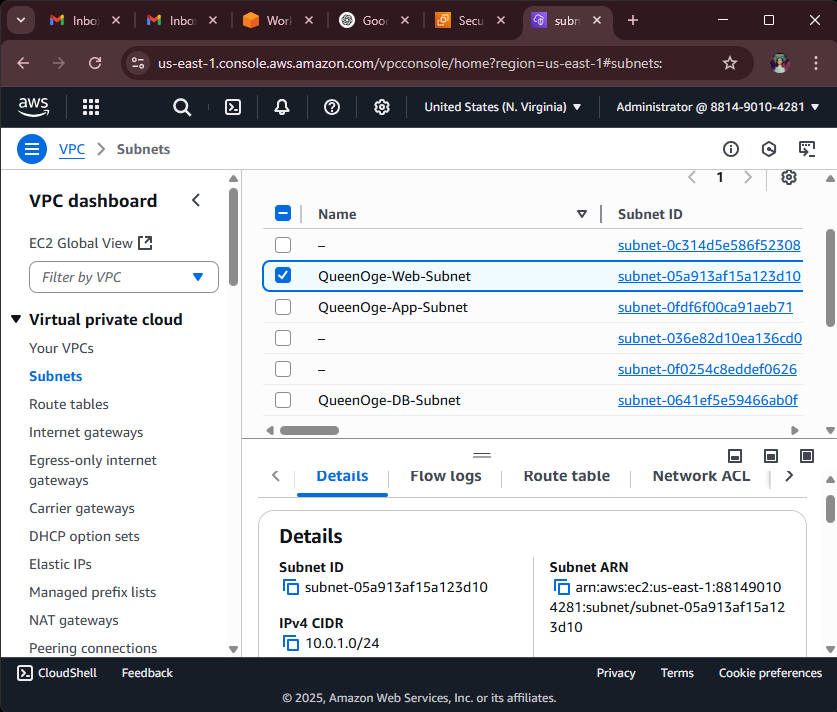 Inbo
Inbo
Work
Goo
Secu
subn
us-east-1.console.aws.amazon.com/vpcconsole/home?region=us-east-1#subnets:
aws
United States (N. Virginia) ▼
Administrator @ 8814-9010-4281 ▼
VPC > Subnets
VPC dashboard
EC2 Global View
Filter by VPC
Virtual private cloud
Your VPCs
Subnets
Route tables
Internet gateways
Egress-only internet
gateways
Carrier gateways
DHCP option sets
Elastic IPs
Managed prefix lists
NAT gateways
Peering connections
1
Name
Subnet ID
–
subnet-0c314d5e586f52308
QueenOge-Web-Subnet
subnet-05a913af15a123d10
QueenOge-App-Subnet
subnet-0fdf6f00ca91aeb71
–
subnet-036e82d10ea136cd0
–
subnet-0f0254c8eddef0626
QueenOge-DB-Subnet
subnet-0641ef5e59466ab0f
Details
Flow logs
Route table
Network ACL
Details
Subnet ID
subnet-05a913af15a123d10
IPv4 CIDR
10.0.1.0/24
Subnet ARN
arn:aws:ec2:us-east-1:88149010
4281:subnet/subnet-05a913af15a12
3d10
CloudShell
Feedback
Privacy
Terms
Cookie preferences
© 2025, Amazon Web Services, Inc. or its affiliates.